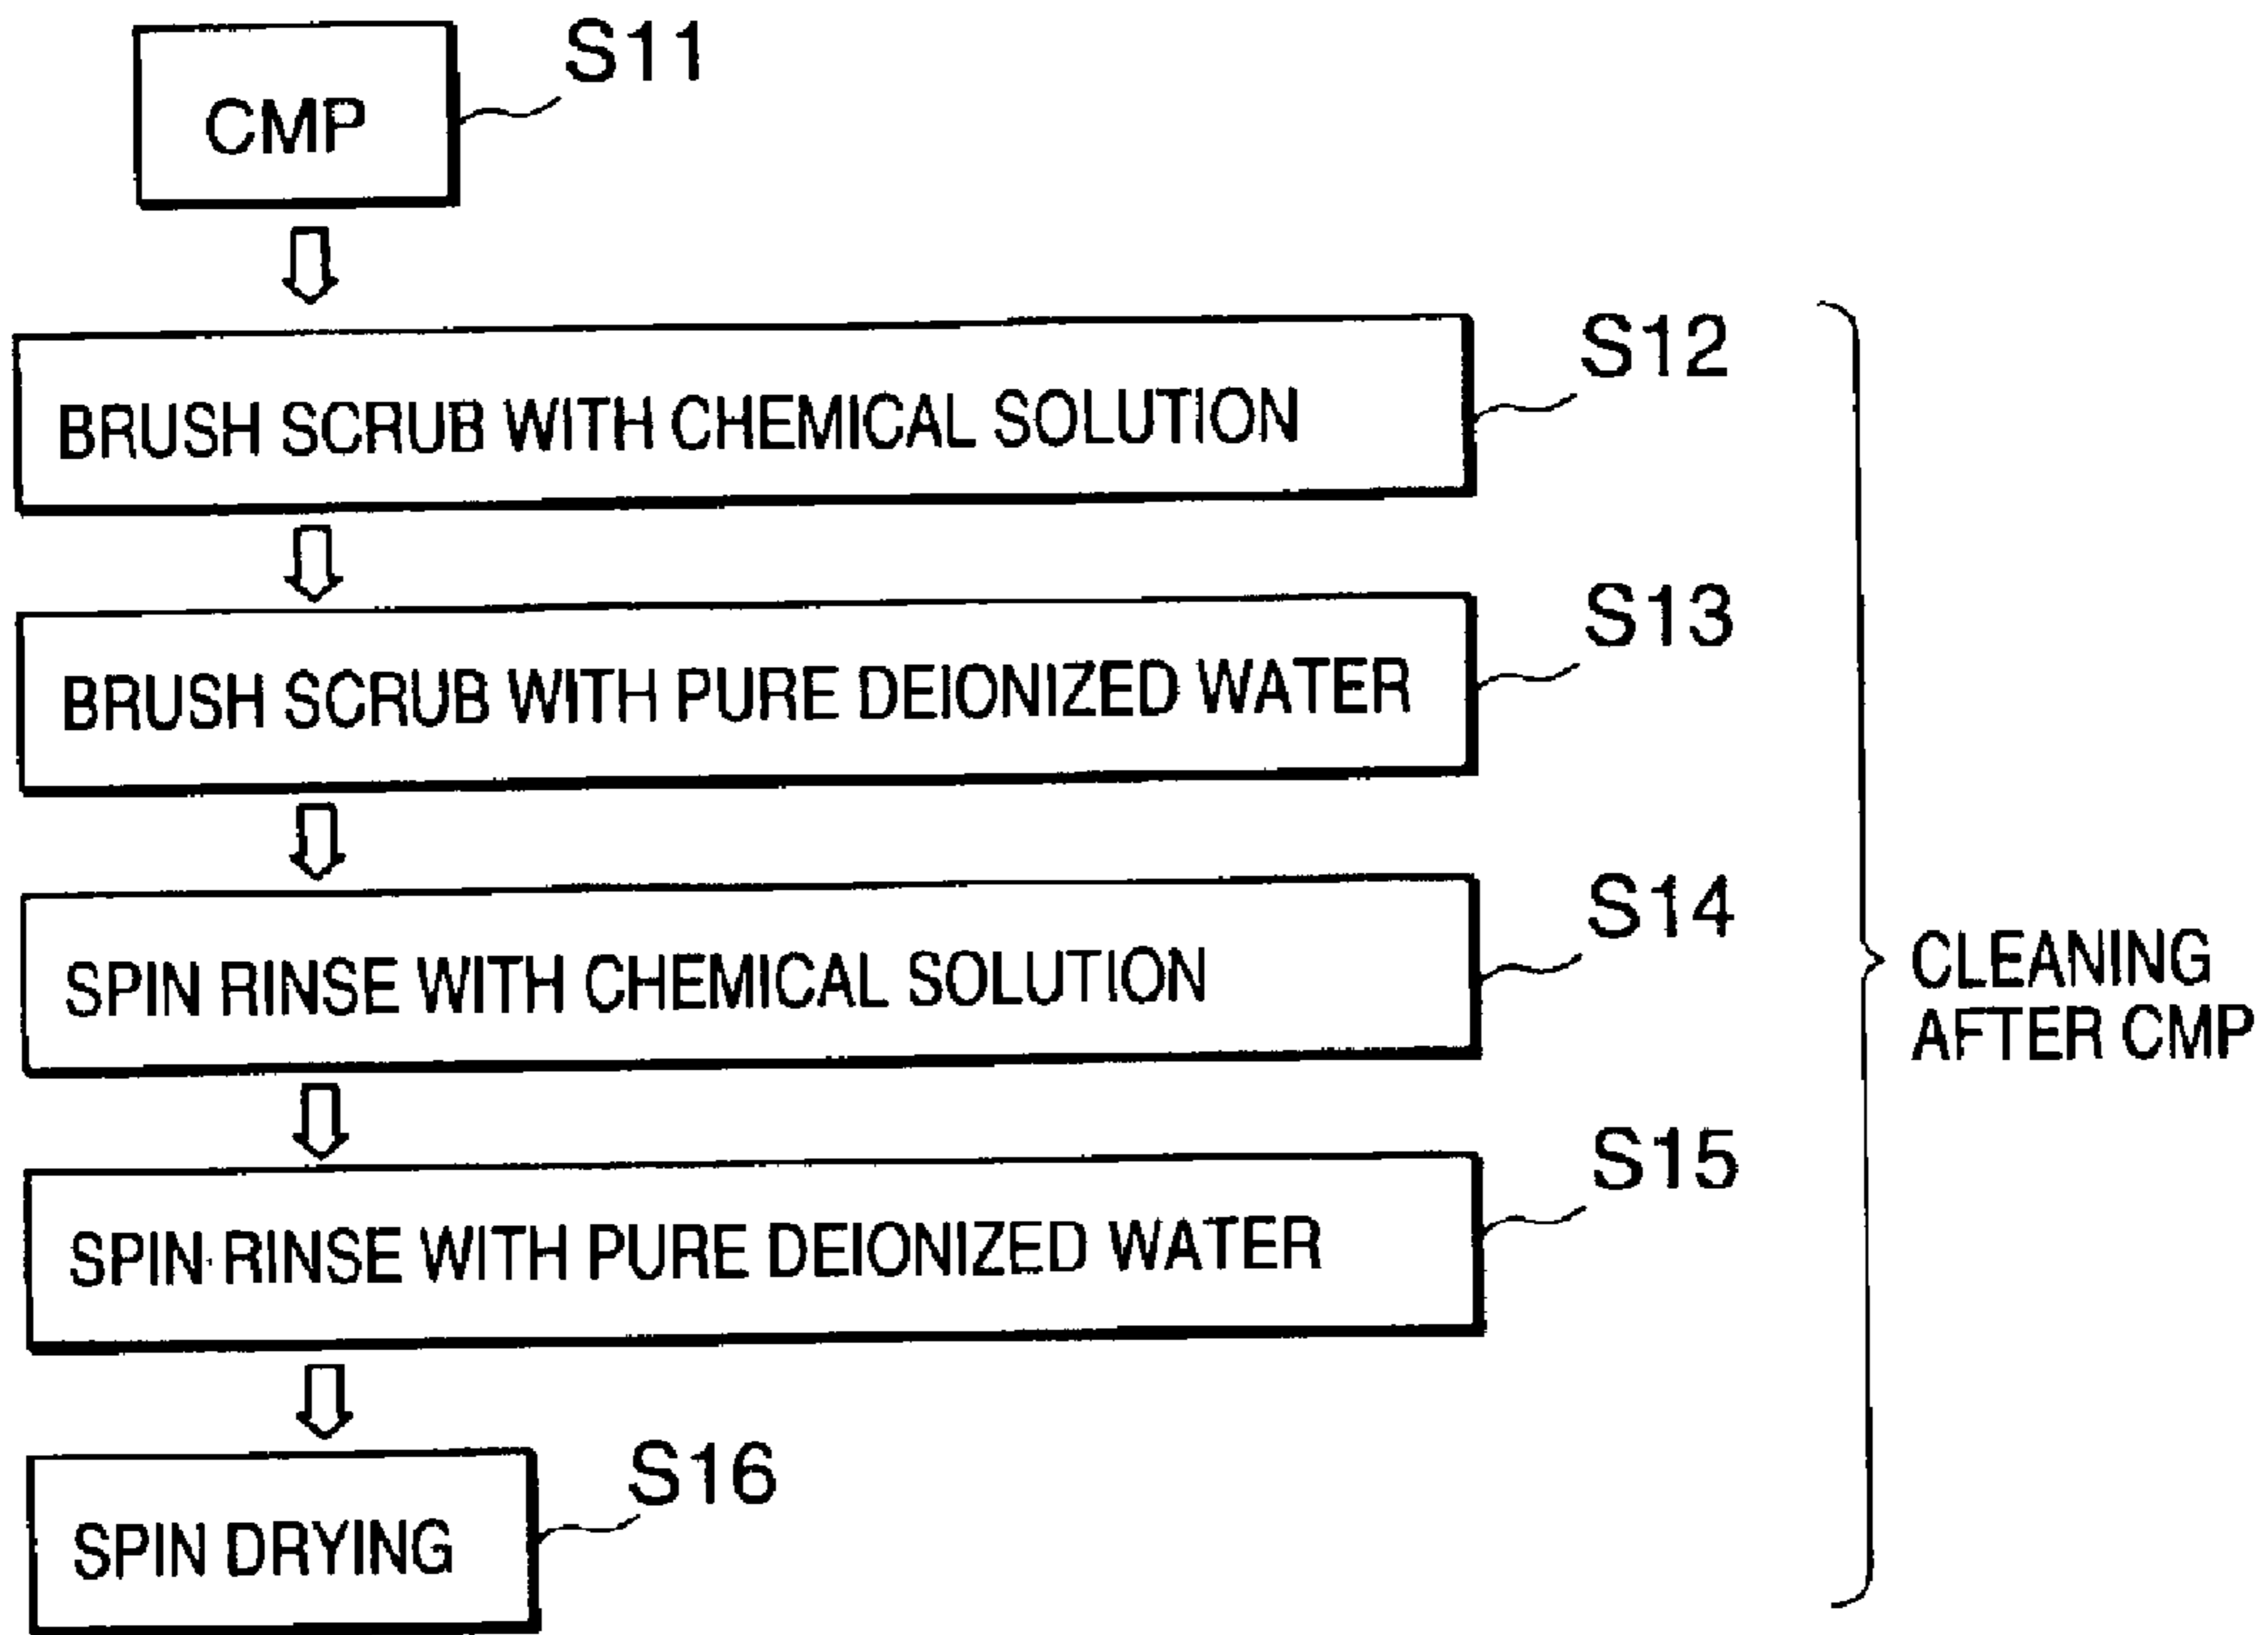 S11
CMP
S12
BRUSH SCRUB WITH CHEMICAL SOLUTION
S13
BRUSH SCRUB WITH PURE DEIONIZED WATER
S14
SPIN RINSE WITH CHEMICAL SOLUTION
CLEANING
AFTER CMP
S15
SPIN RINSE WITH PURE DEIONIZED WATER
S16
SPIN DRYING